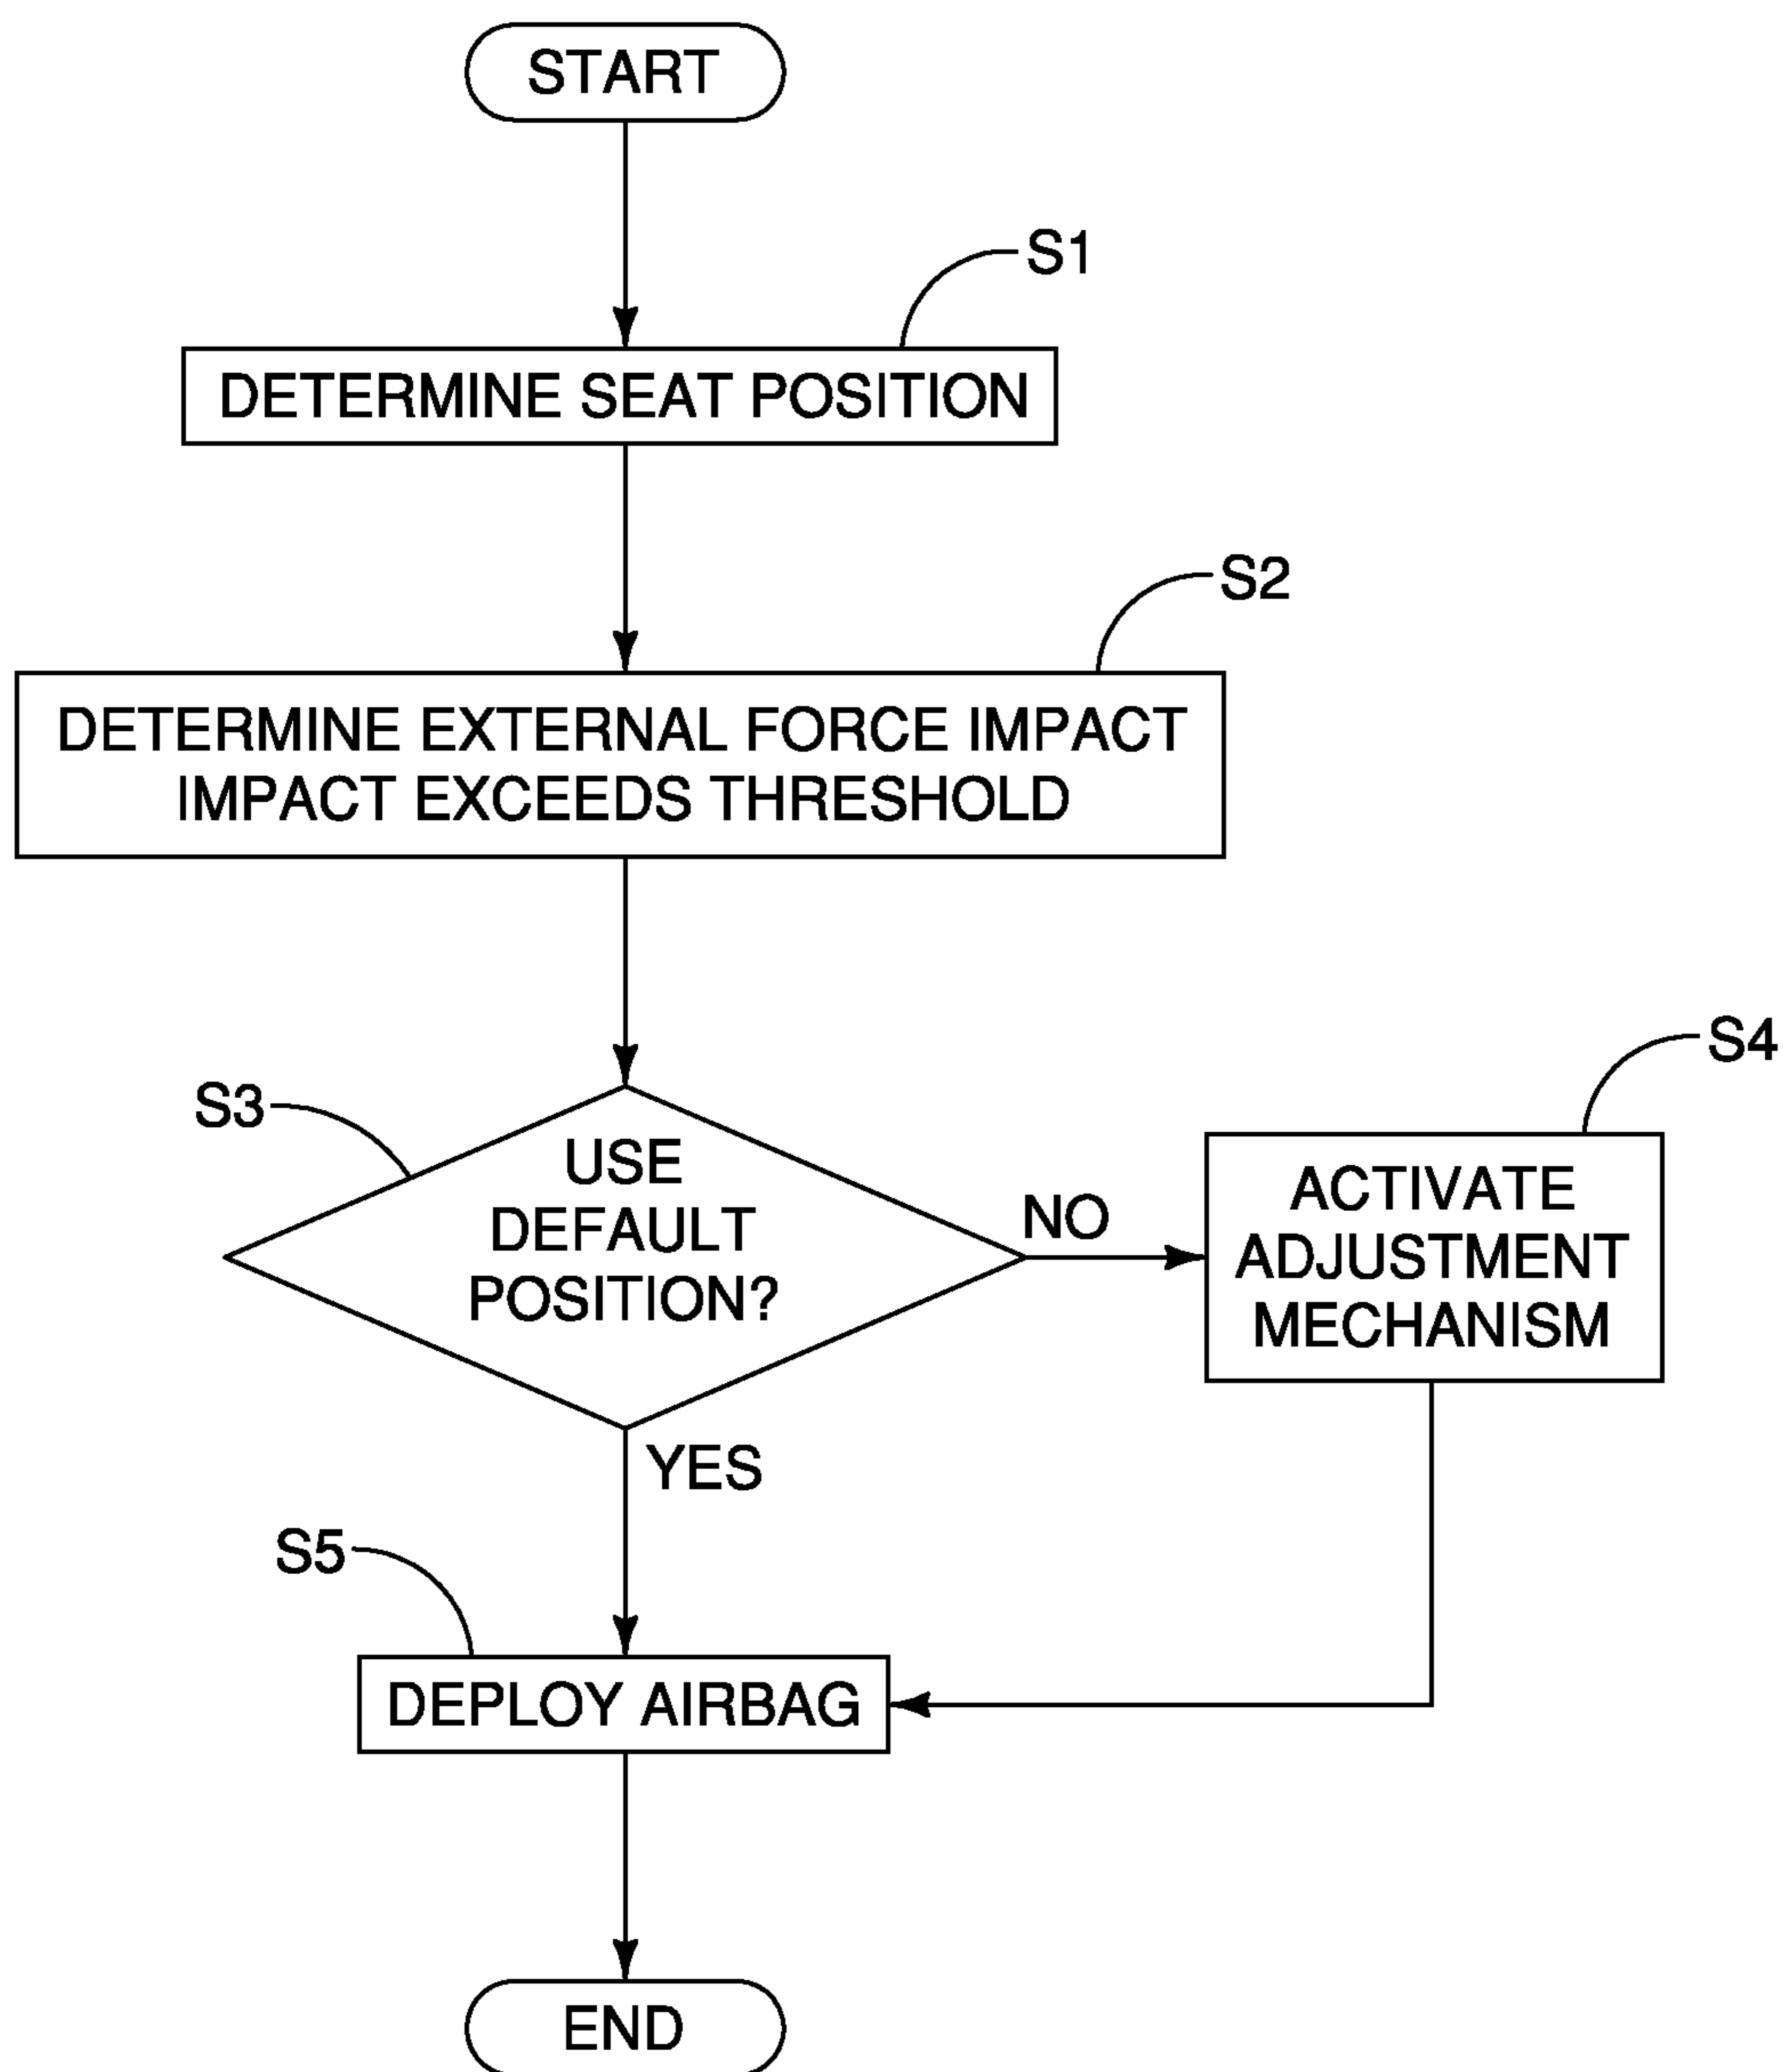 START
S1
DETERMINE SEAT POSITION
S2
DETERMINE EXTERNAL FORCE IMPACT
IMPACT EXCEEDS THRESHOLD
S3
USE
DEFAULT
POSITION?
NO
S4
ACTIVATE
ADJUSTMENT
MECHANISM
YES
S5
DEPLOY AIRBAG
END